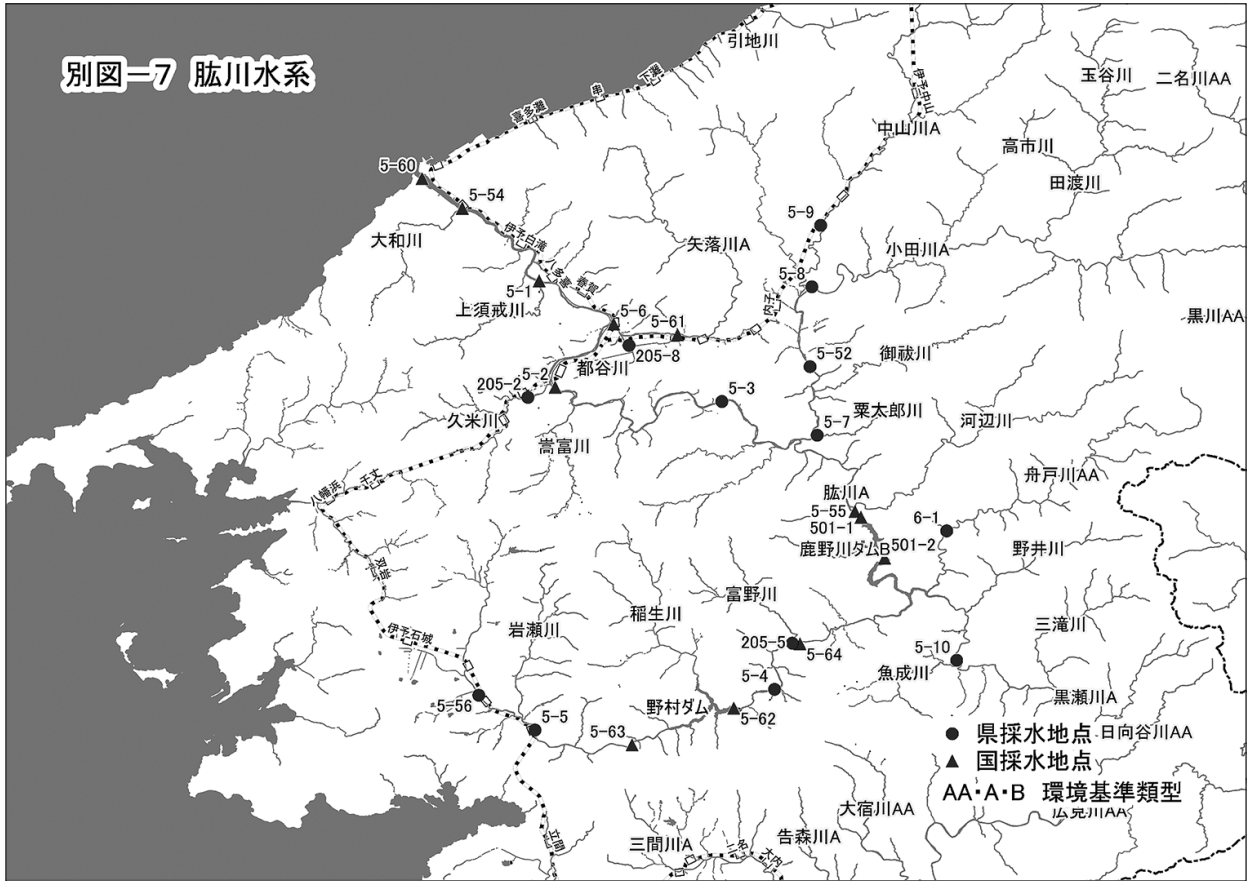 別図－7 肱川水系
引地川
下灘
串
喜多灘
伊予中山
玉谷川
二名川AA
中山川A
高市川
田渡川
5-60
5-54
大和川
伊予白滝
八多喜
春賀
矢落川A
5-9
小田川A
5-8
内子
5-1
上須戒川
5-6
5-61
205-8
都谷川
黒川AA
5-52
御祓川
5-2
205-2
久米川
嵩富川
5-3
粟太郎川
5-7
河辺川
八幡浜
千丈
舟戸川AA
肱川A
5-55
501-1
6-1
鹿野川ダムB
501-2
野井川
双岩
伊予石城
岩瀬川
稲生川
富野川
三滝川
205-5
5-64
5-10
魚成川
5-4
黒瀬川A
5-56
5-5
野村ダム
5-62
5-63
県採水地点
日向谷川AA
国採水地点
AA・A・B 環境基準類型
大宿川AA
広見川AA
立間
三間川A
二名
大内
告森川A